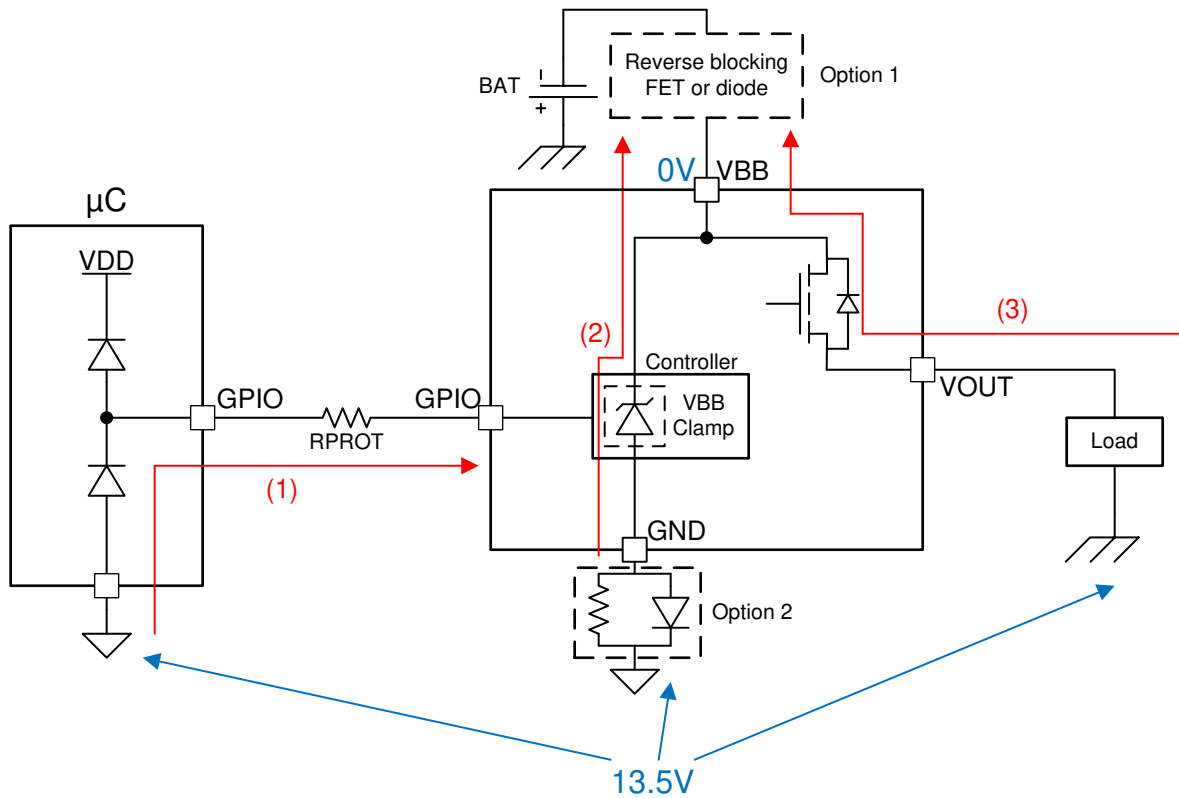 Reverse blocking
FET or diode
Option 1
BAT
-
+
0V
VBB
µC
VDD
(2)
(3)
Controller
VBB
Clamp
GPIO
RPROT
GPIO
VOUT
(1)
Load
GND
Option 2
13.5V